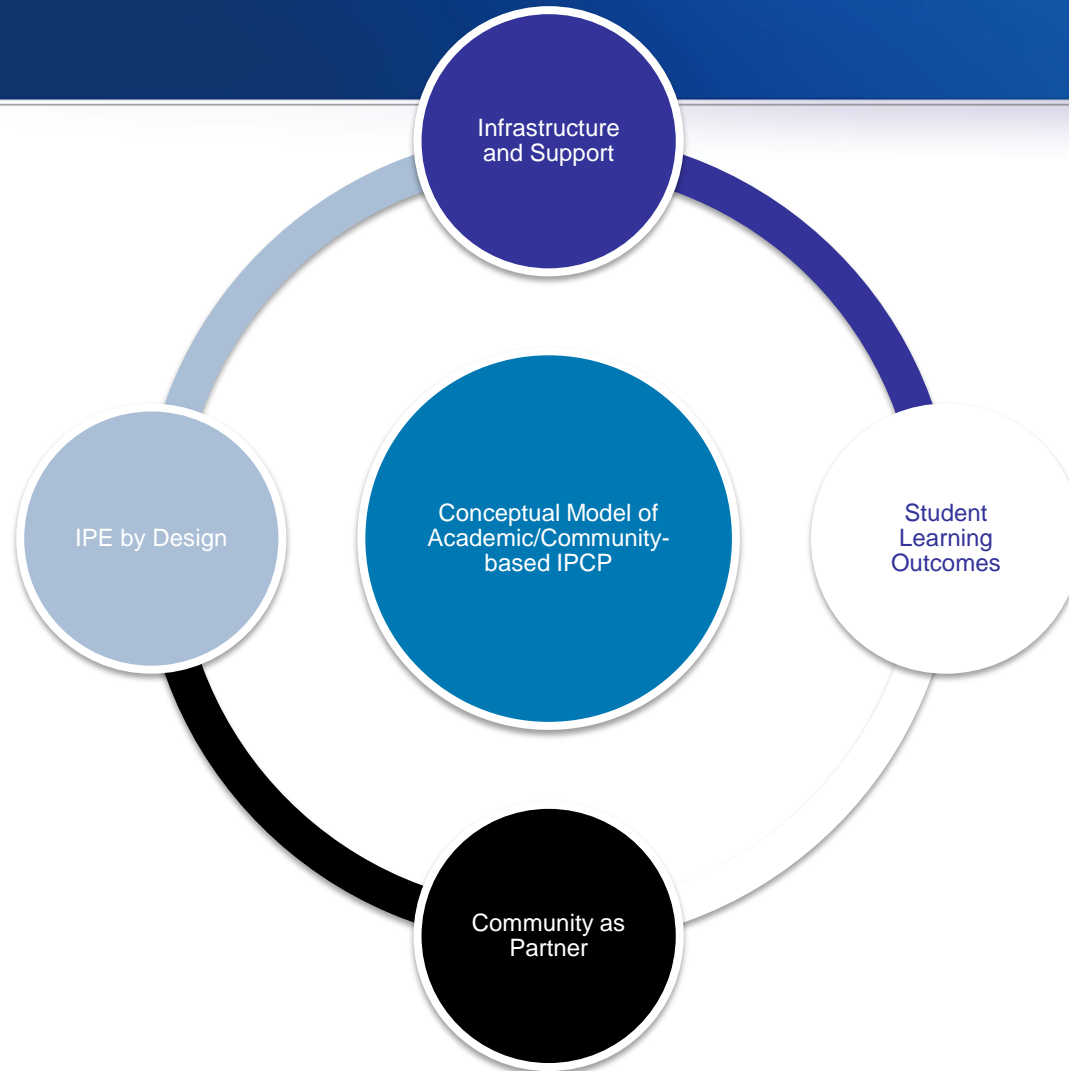 Infrastructure
and Support
IPE by Design
Conceptual Model of
Academic/Community-
based IPCP
Student
Learning
Outcomes
Community as
Partner